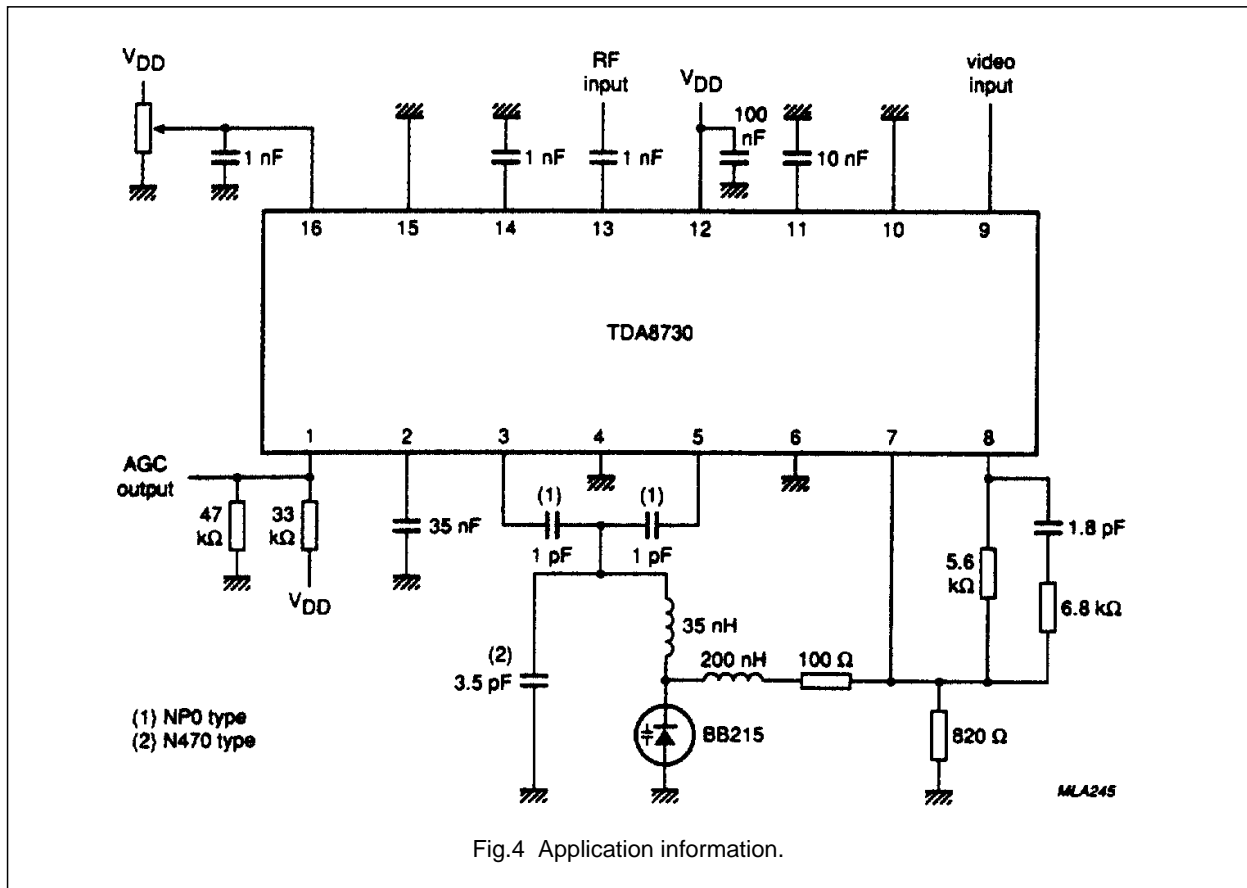 VDD
RF
input
VDD
video
input
100
nF
1 nF
1 nF
1 nF
10 nF
16
15
14
13
12
11
10
9
TDA8730
1
2
3
4
5
6
7
8
AGC
output
47
kΩ
33
kΩ
VDD
35 nF
(1)
1 pF
(1)
1 pF
1.8 pF
5.6
kΩ
6.8 kΩ
35 nH
200 nH
100 Ω
(2)
3.5 pF
BB215
820 Ω
(1) NP0 type
(2) N470 type
MLA245
Fig.4 Application information.